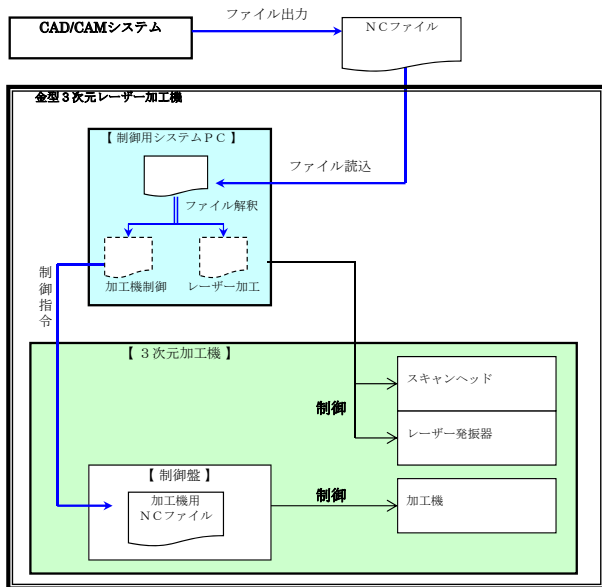 CAD/CAMシステム
ファイル出力
ＮＣファイル
金型３次元レーザー加工機
【 制御用システムＰＣ 】
ファイル読込
ファイル解釈
加工機制御
レーザー加工
制
御
指
令
【 ３次元加工機 】
スキャンヘッド
制御
レーザー発振器
【 制御盤 】
加工機用
ＮＣファイル
制御
加工機